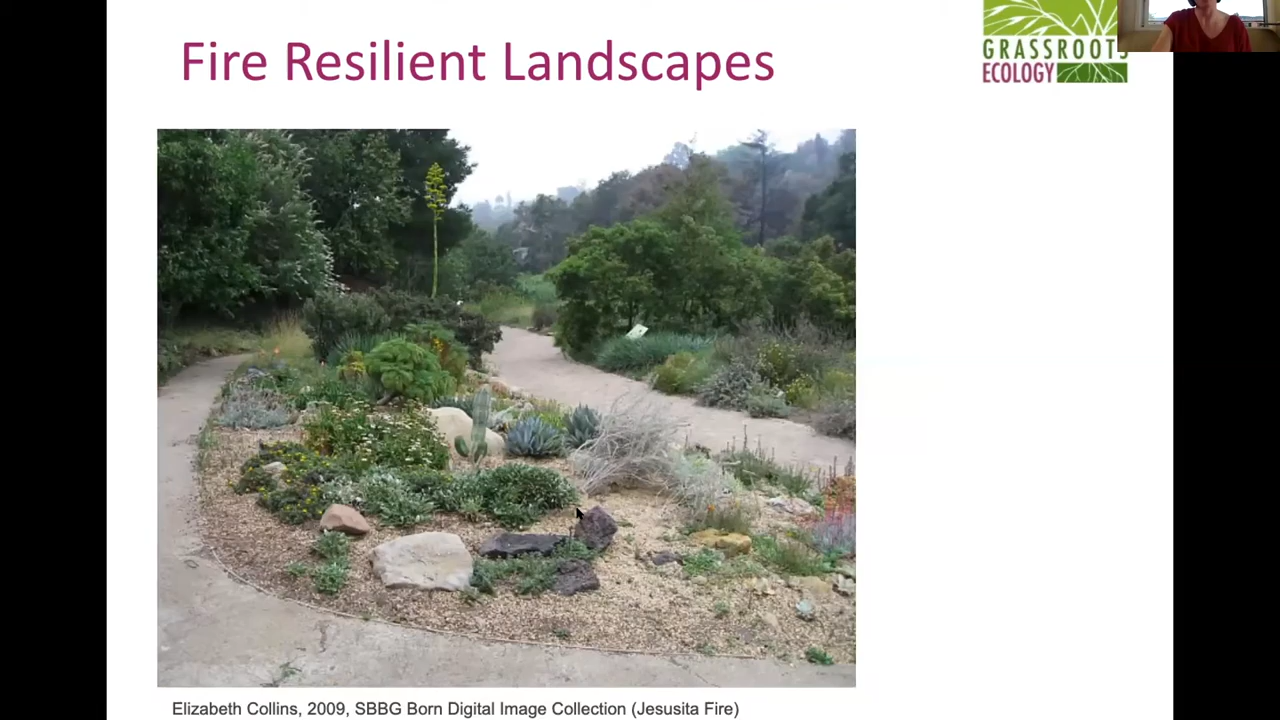 Fire Resilient Landscapes
GRASSROOTS
ECOLOGY
Elizabeth Collins, 2009, SBBG Born Digital Image Collection (Jesusita Fire)